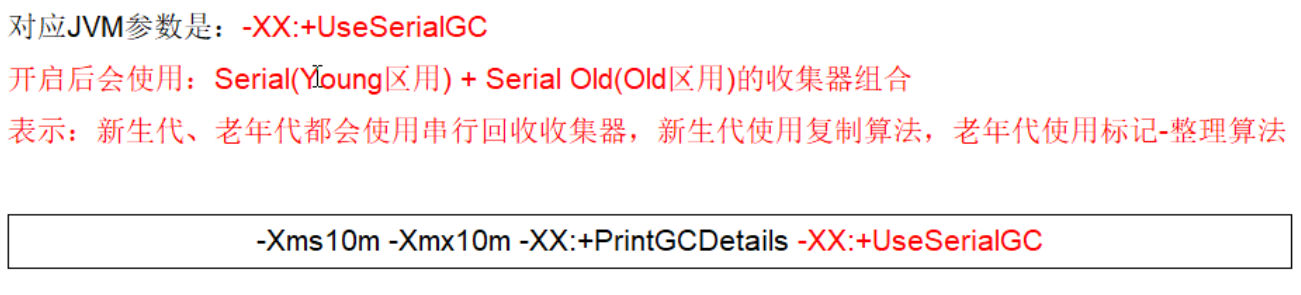 对应JVM参数是：-XX:+UseSerialGC
开启后会使用：Serial(Young区用) + Serial Old(Old区用)的收集器组合
表示：新生代、老年代都会使用串行回收收集器，新生代使用复制算法，老年代使用标记-整理算法
-Xms10m -Xmx10m -XX:+PrintGCDetails -XX:+UseSerialGC